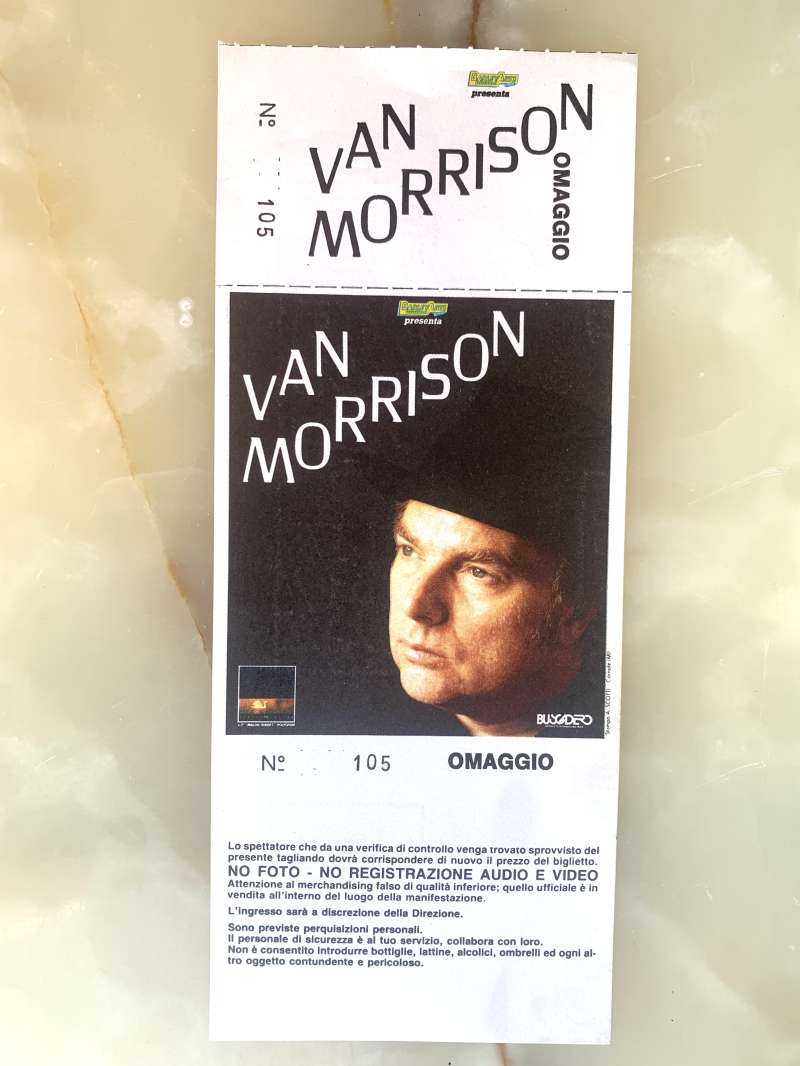 presenta
VAN
MORRISON
OMAGGIO
Nº 105
presenta
VAN
MORRISON
BUSCADERO
Stampa A. SCOTTI - Cornate (MI)
Nº 105 OMAGGIO
Lo spettatore che da una verifica di controllo venga trovato sprovvisto del
presente tagliando dovrà corrispondere di nuovo il prezzo del biglietto.
NO FOTO - NO REGISTRAZIONE AUDIO E VIDEO
Attenzione al merchandising falso di qualità inferiore; quello ufficiale è in
vendita all'interno del luogo della manifestazione.
L'ingresso sarà a discrezione della Direzione.
Sono previste perquisizioni personali.
Il personale di sicurezza è al tuo servizio, collabora con loro.
Non è consentito introdurre bottiglie, lattine, alcolici, ombrelli ed ogni al-
tro oggetto contundente e pericoloso.